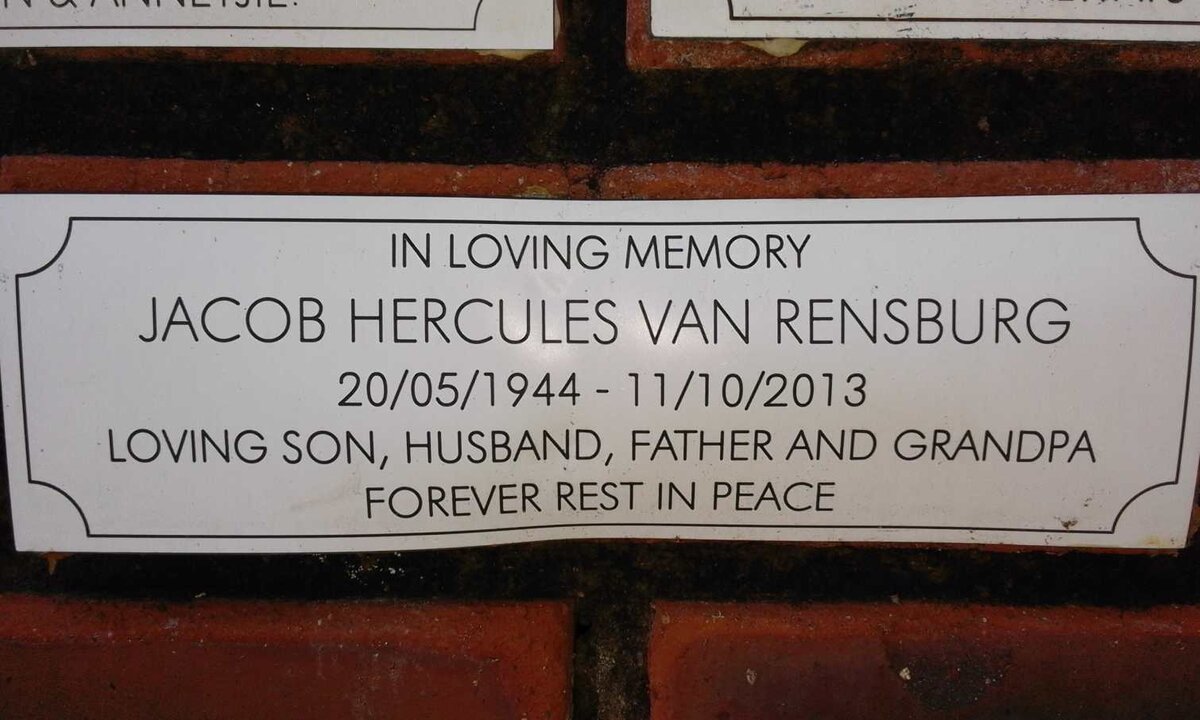 & ANNETJIE.
IN LOVING MEMORY
JACOB HERCULES VAN RENSBURG
20/05/1944 - 11/10/2013
LOVING SON, HUSBAND, FATHER AND GRANDPA
FOREVER REST IN PEACE